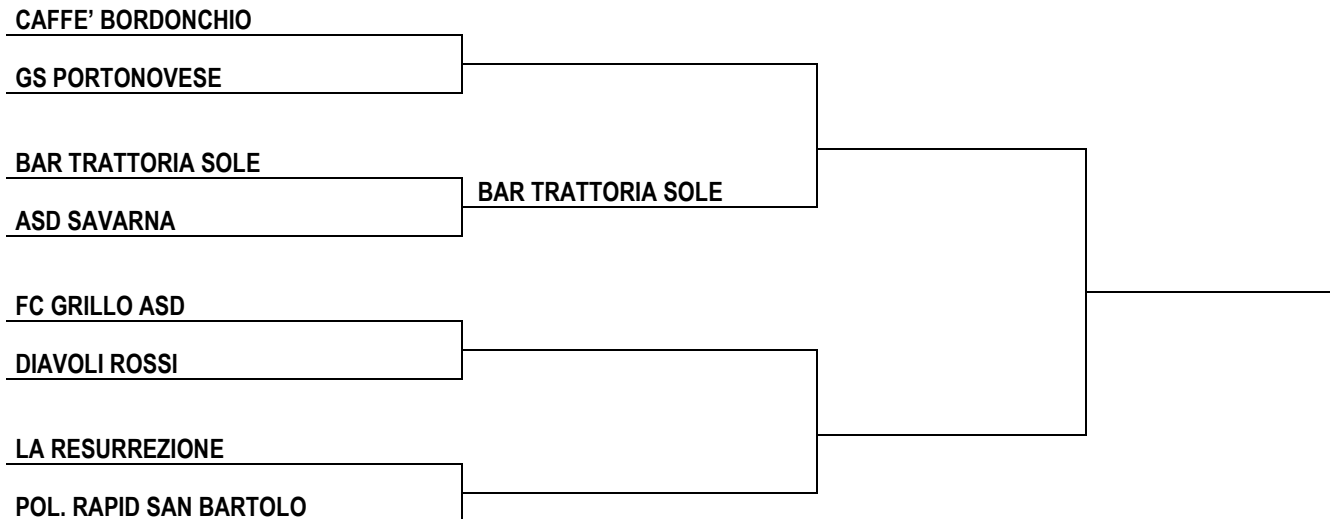 CAFFE’ BORDONCHIO
GS PORTONOVESE
BAR TRATTORIA SOLE
BAR TRATTORIA SOLE
ASD SAVARNA
FC GRILLO ASD
DIAVOLI ROSSI
LA RESURREZIONE
POL. RAPID SAN BARTOLO